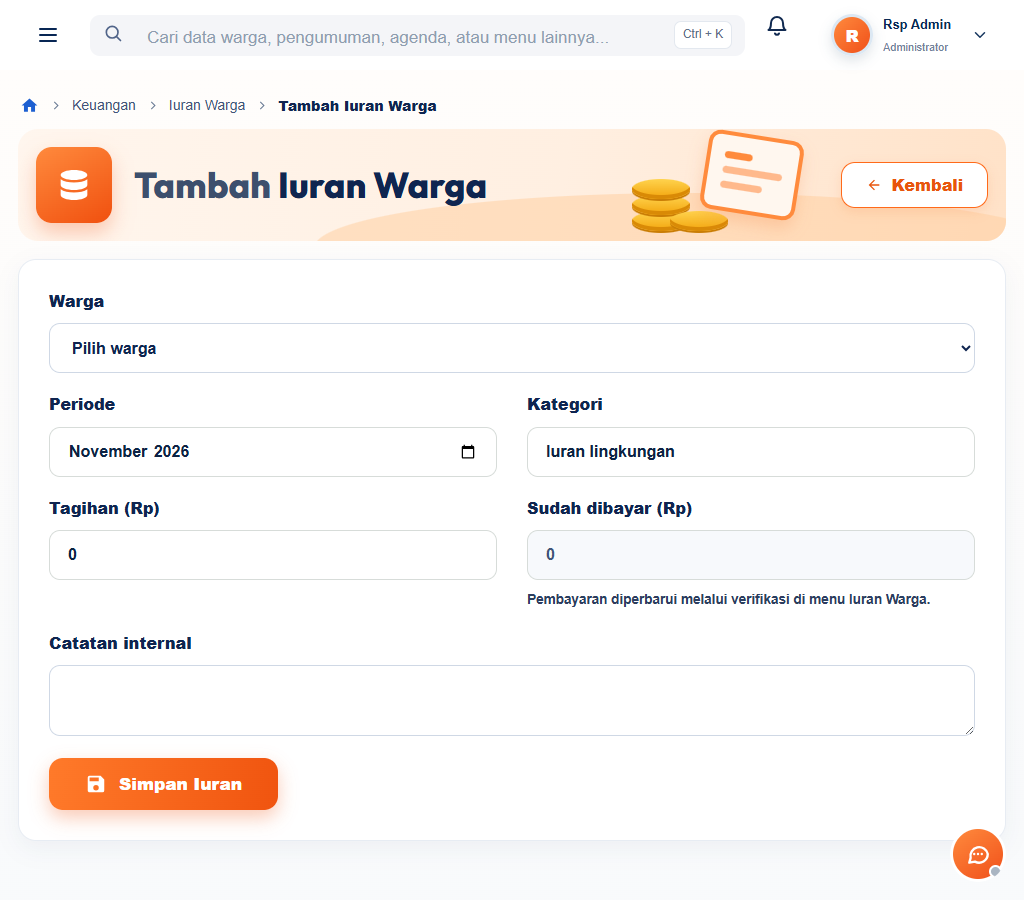 Cari data warga, pengumuman, agenda, atau menu lainnya...
Ctrl + K
R
Rsp Admin
Administrator
Keuangan
Iuran Warga
Tambah Iuran Warga
Tambah Iuran Warga
Kembali
Warga
Pilih warga
Periode
Kategori
November 2026
Iuran lingkungan
Tagihan (Rp)
Sudah dibayar (Rp)
0
0
Pembayaran diperbarui melalui verifikasi di menu Iuran Warga.
Catatan internal
Simpan Iuran